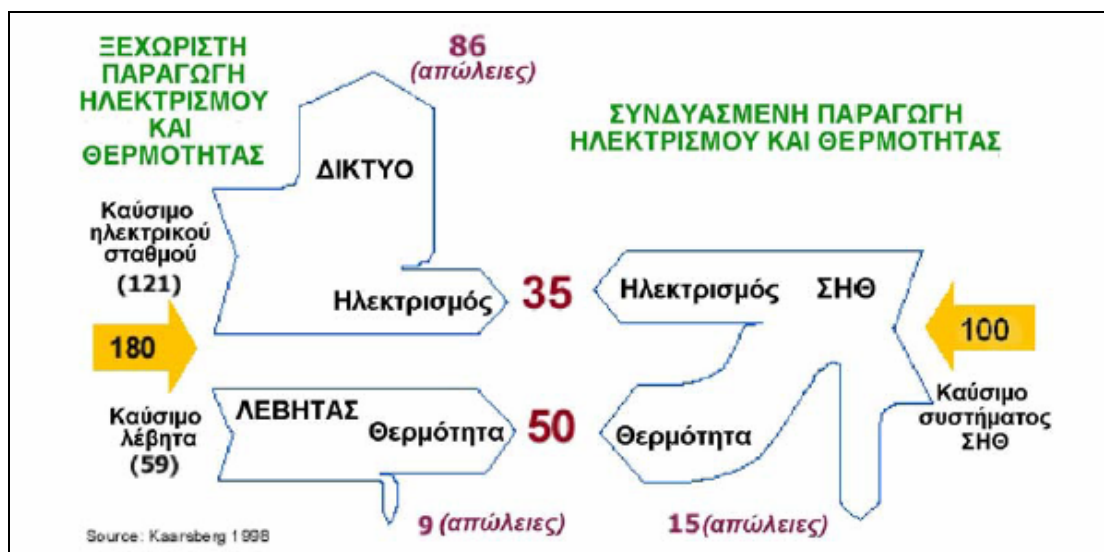 ΞΕΧΩΡΙΣΤΗ
ΠΑΡΑΓΩΓΗ
ΗΛΕΚΤΡΙΣΜΟΥ
ΚΑΙ
ΘΕΡΜΟΤΗΤΑΣ
86
(απώλειες)
ΣΥΝΔΥΑΣΜΕΝΗ ΠΑΡΑΓΩΓΗ
ΗΛΕΚΤΡΙΣΜΟΥ ΚΑΙ ΘΕΡΜΟΤΗΤΑΣ
ΔΙΚΤΥΟ
Καύσιμο
ηλεκτρικού
σταθμού
(121)
Ηλεκτρισμός
35
Ηλεκτρισμός ΣΗΘ
180
100
Καύσιμο
λέβητα
(59)
ΛΕΒΗΤΑΣ
Θερμότητα
50
Θερμότητα
Καύσιμο
συστήματος
ΣΗΘ
9 (απώλειες)
15 (απώλειες)
Source: Kaarsberg 1998